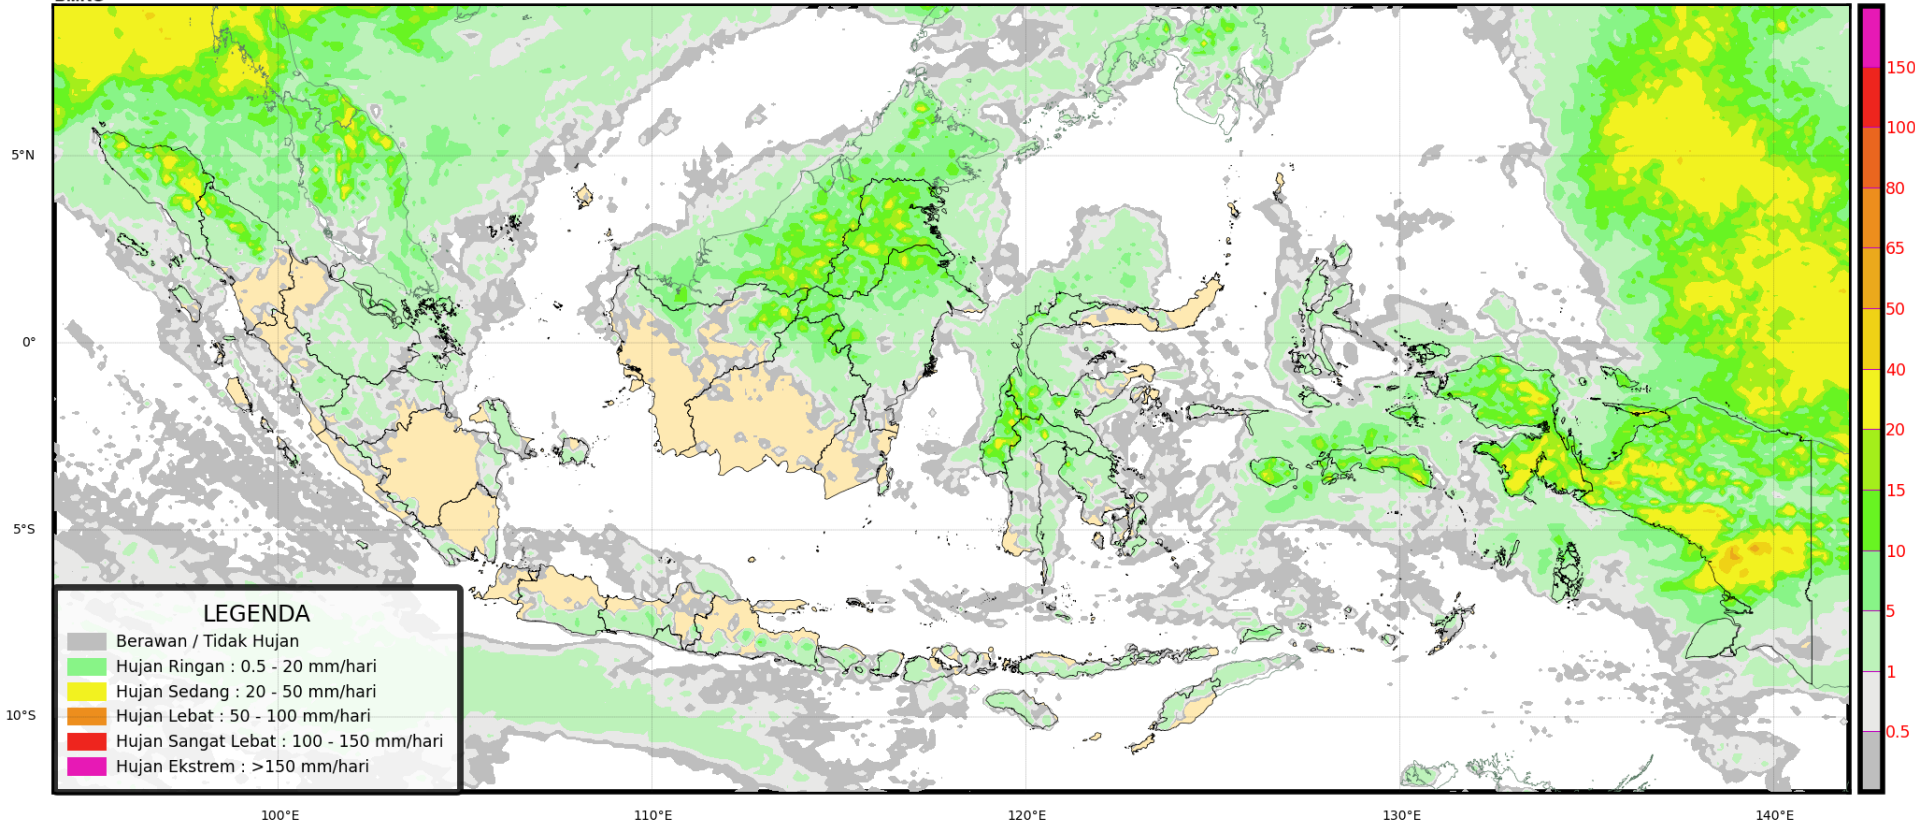 5°N
0°
5°S
10°S
100°E
110°E
120°E
130°E
140°E
LEGENDA
Berawan / Tidak Hujan
Hujan Ringan : 0.5 - 20 mm/hari
Hujan Sedang : 20 - 50 mm/hari
Hujan Lebat : 50 - 100 mm/hari
Hujan Sangat Lebat : 100 - 150 mm/hari
Hujan Ekstrem : >150 mm/hari
150
100
80
65
50
40
20
15
10
5
1
0.5